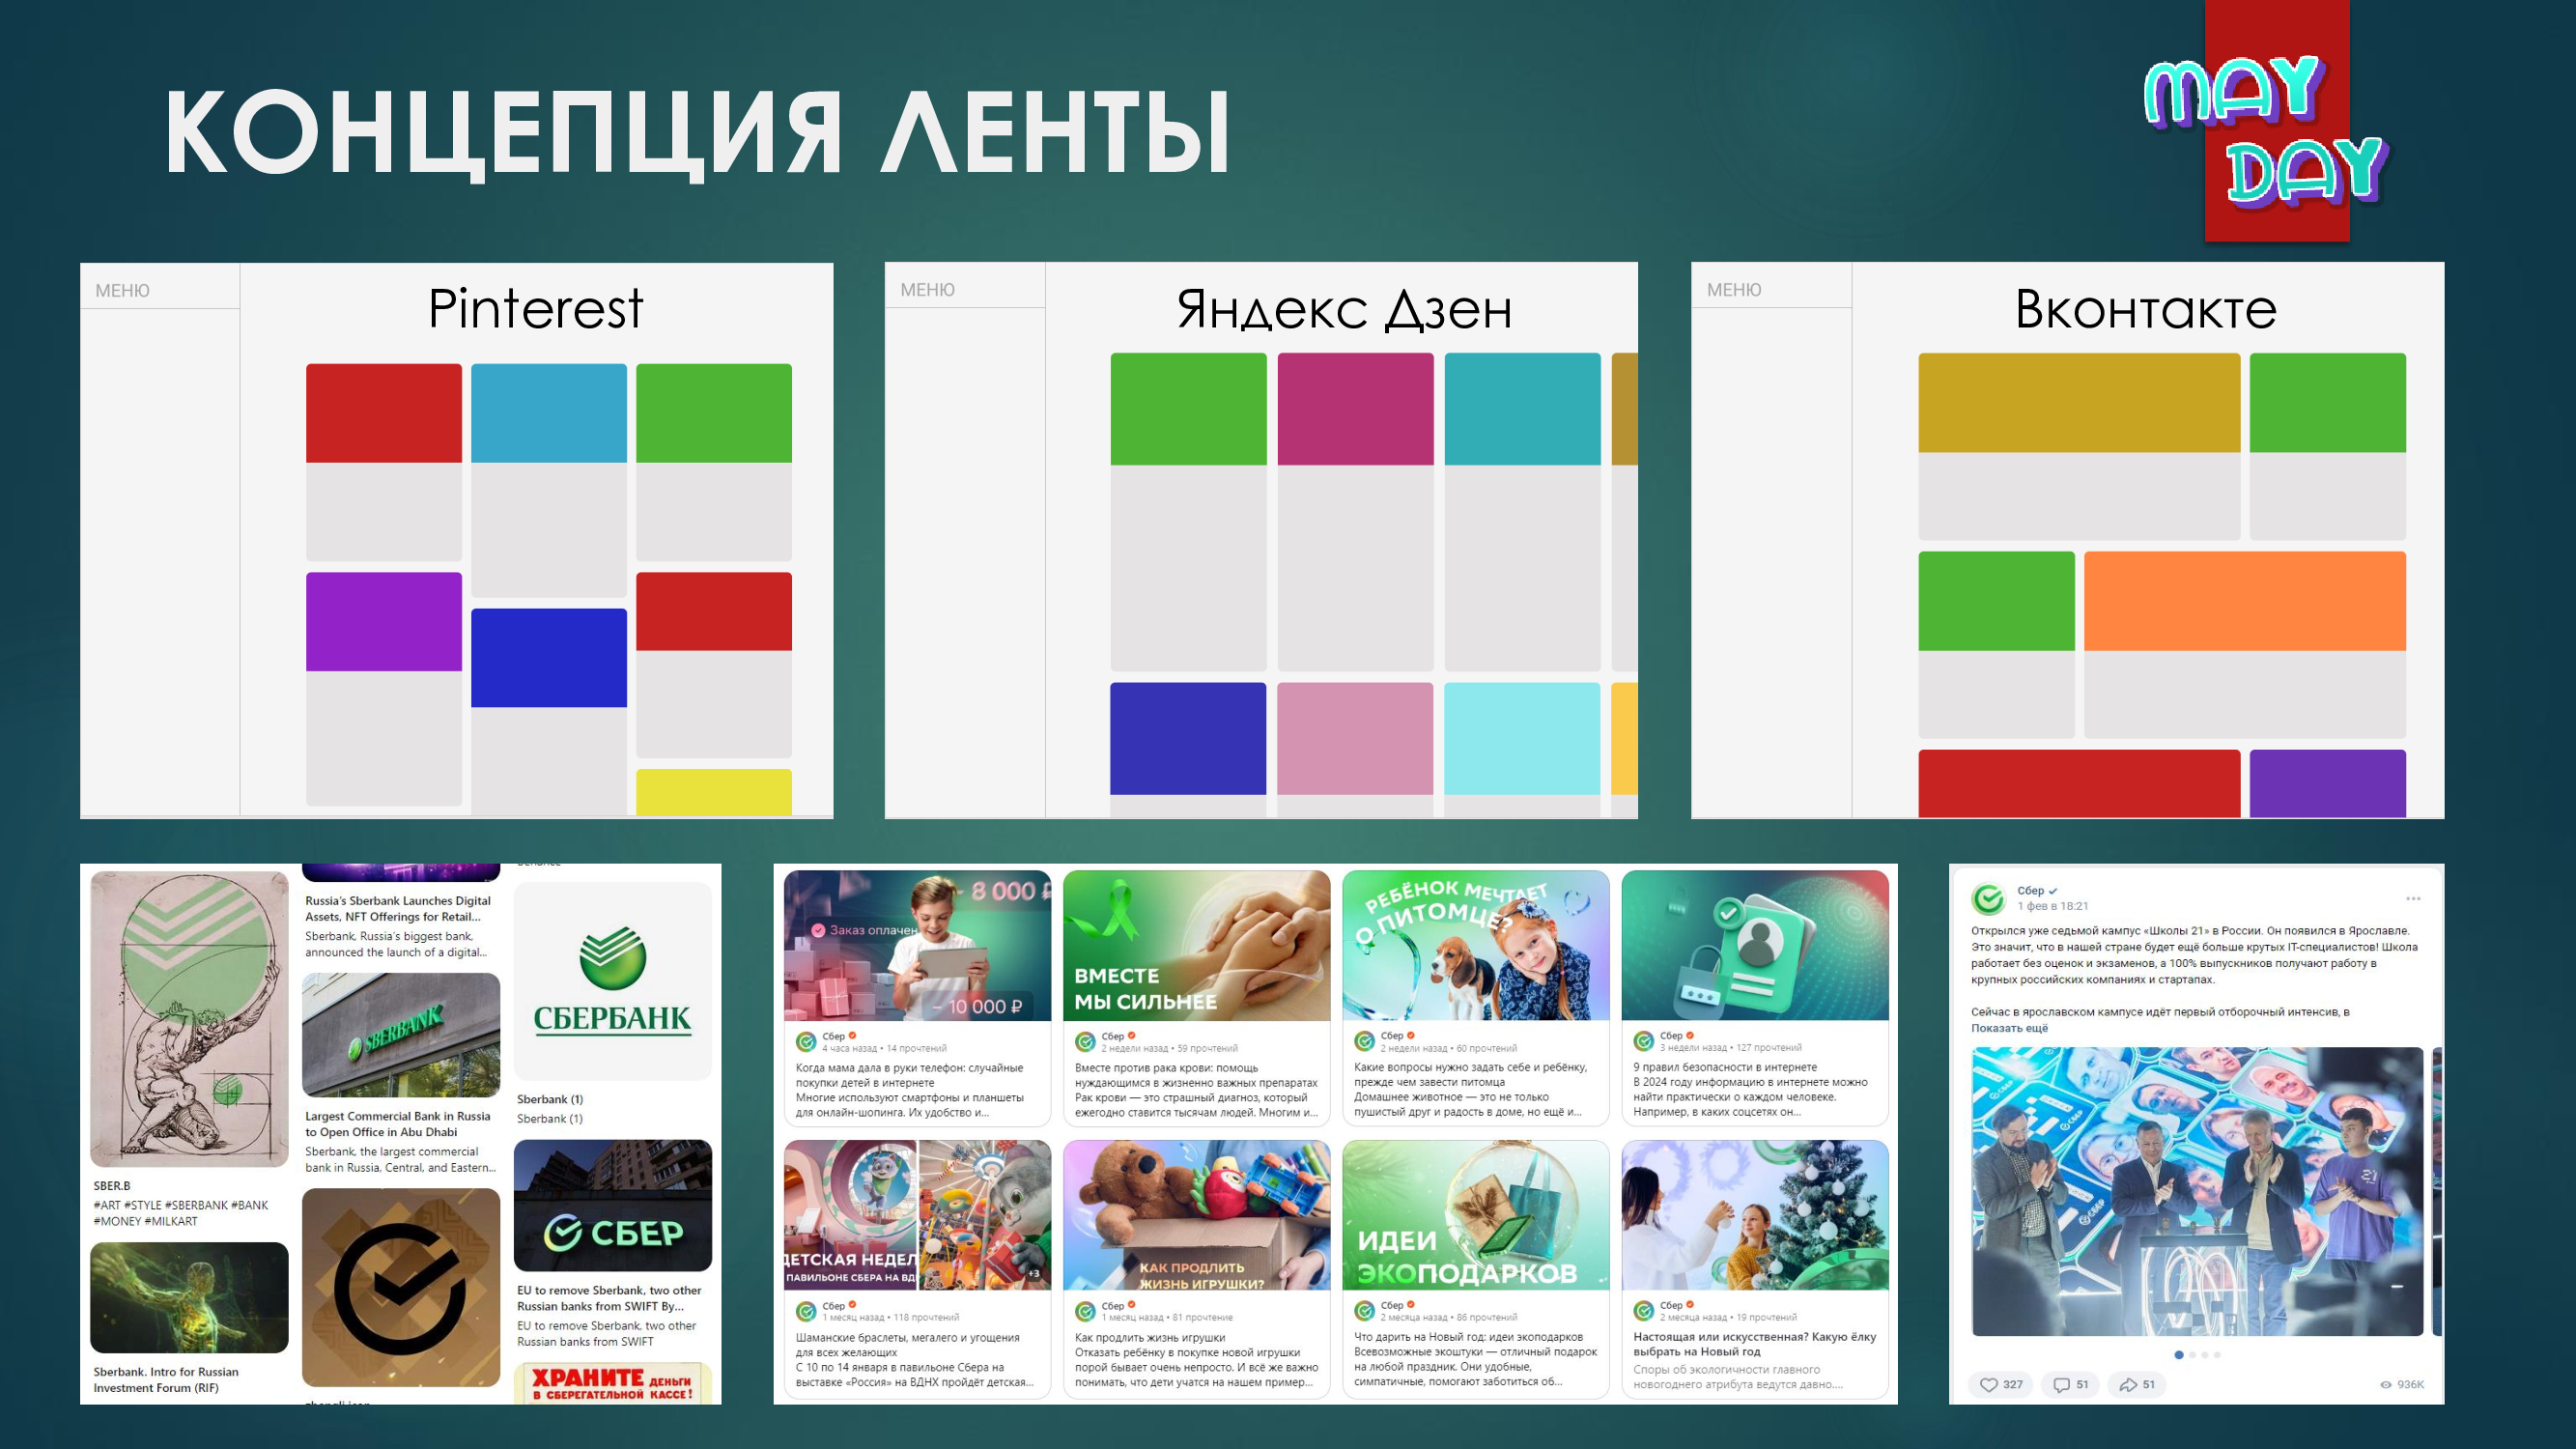 КОНЦЕПЦИЯ ЛЕНТЫ
MAY
DAY
МЕНЮ
Pinterest
МЕНЮ
Яндекс Дзен
МЕНЮ
Вконтакте
SBER.B
#ART #STYLE #SBERBANK #BANK
#MONEY #MILKART
Sberbank. Intro for Russian
Investment Forum (RIF)
Russia's Sberbank Launches Digital
Assets, NFT Offerings for Retail...
Sberbank, Russia's biggest bank,
announced the launch of a digital...
SBERBANK
Largest Commercial Bank in Russia
to Open Office in Abu Dhabi
Sberbank, the largest commercial
bank in Russia, Central, and Eastern...
СБЕРБАНК
Sberbank (1)
Sberbank (1)
СБЕР
EU to remove Sberbank, two other
Russian banks from SWIFT By...
EU to remove Sberbank, two other
Russian banks from SWIFT
ХРАНИТЕ ДЕНЬГИ
В СБЕРЕГАТЕЛЬНОЙ КАССЕ!
- 8 000 ₽
Заказ оплачен
- 10 000 ₽
Сбер
4 часа назад • 14 прочтений
Когда мама дала в руки телефон: случайные
покупки детей в интернете
Многие используют смартфоны и планшеты
для онлайн-шопинга. Их удобство и...
ВМЕСТЕ
МЫ СИЛЬНЕЕ
Сбер
2 недели назад • 59 прочтений
Вместе против рака крови: помощь
нуждающимся в жизненно важных препаратах
Рак крови — это страшный диагноз, который
ежегодно ставится тысячам людей. Многим и...
РЕБЁНОК МЕЧТАЕТ
О ПИТОМЦЕ?
Сбер
2 недели назад • 60 прочтений
Какие вопросы нужно задать себе и ребёнку,
прежде чем завести питомца
Домашнее животное — это не только
пушистый друг и радость в доме, но ещё и...
Сбер
3 недели назад • 127 прочтений
9 правил безопасности в интернете
В 2024 году информацию в интернете можно
найти практически о каждом человеке.
Например, в каких соцсетях он...
ДЕТСКАЯ НЕДЕЛ
ПАВИЛЬОНЕ СБЕРА НА ВД
+3
Сбер
1 месяц назад • 118 прочтений
Шаманские браслеты, мегалего и угощения
для всех желающих
С 10 по 14 января в павильоне Сбера на
выставке «Россия» на ВДНХ пройдёт детская...
КАК ПРОДЛИТЬ
ЖИЗНЬ ИГРУШКИ?
Сбер
1 месяц назад • 81 прочтение
Как продлить жизнь игрушки
Отказать ребёнку в покупке новой игрушки
порой бывает очень непросто. И всё же важно
понимать, что дети учатся на нашем пример...
ИДЕИ
ЭКОПОДАРКОВ
Сбер
2 месяца назад • 86 прочтений
Что дарить на Новый год: идеи экоподарков
Всевозможные экоштуки — отличный подарок
на любой праздник. Они удобные,
симпатичные, помогают заботиться об...
Сбер
2 месяца назад • 19 прочтений
Настоящая или искусственная? Какую ёлку
выбрать на Новый год
Споры об экологичности главного
новогоднего атрибута ведутся давно....
Сбер
1 фев в 18:21
Открылся уже седьмой кампус «Школы 21» в России. Он появился в Ярославле.
Это значит, что в нашей стране будет ещё больше крутых IT-специалистов! Школа
работает без оценок и экзаменов, а 100% выпускников получают работу в
крупных российских компаниях и стартапах.
Сейчас в ярославском кампусе идёт первый отборочный интенсив, в
Показать ещё
СБЕР
327
51
51
936K